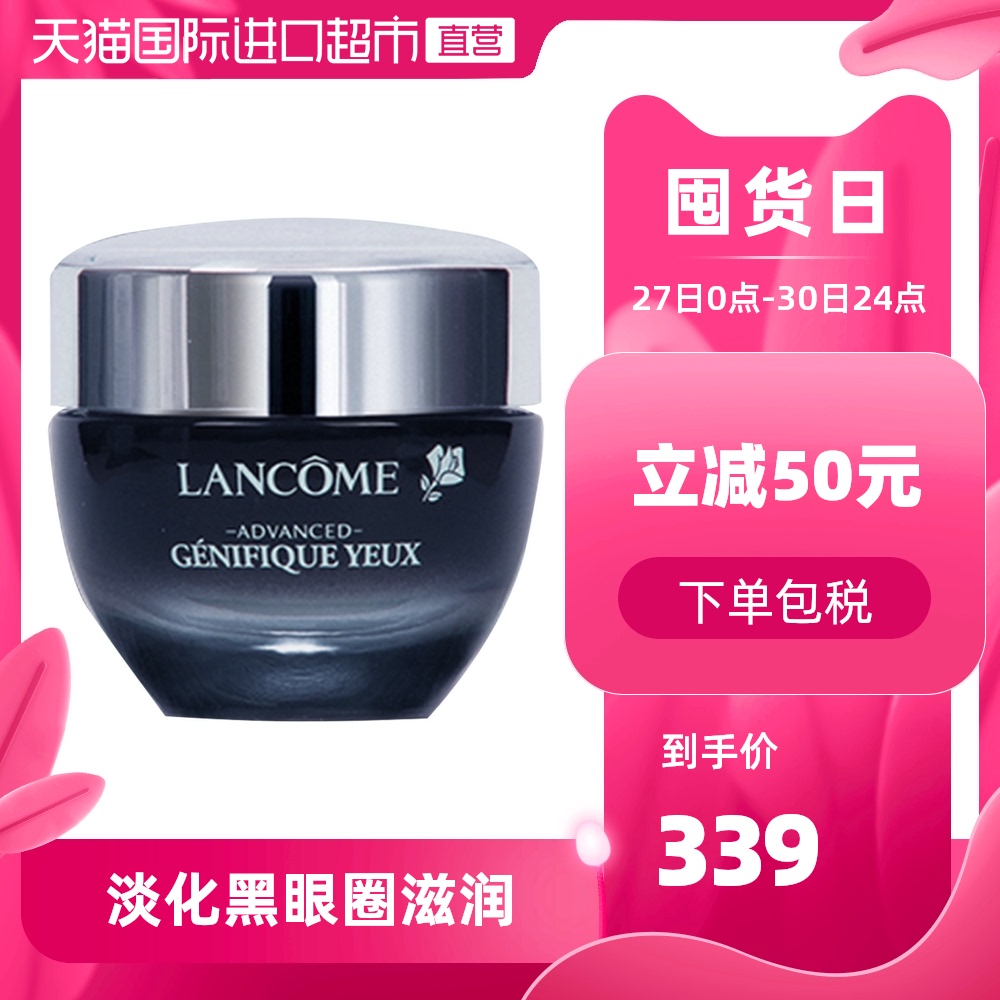 天猫国际进口超市 直营
囤货日
27日0点-30日24点
立减50元
下单包税
到手价
339
LANCÔME
-ADVANCED-
GÉNIFIQUE YEUX
淡化黑眼圈滋润